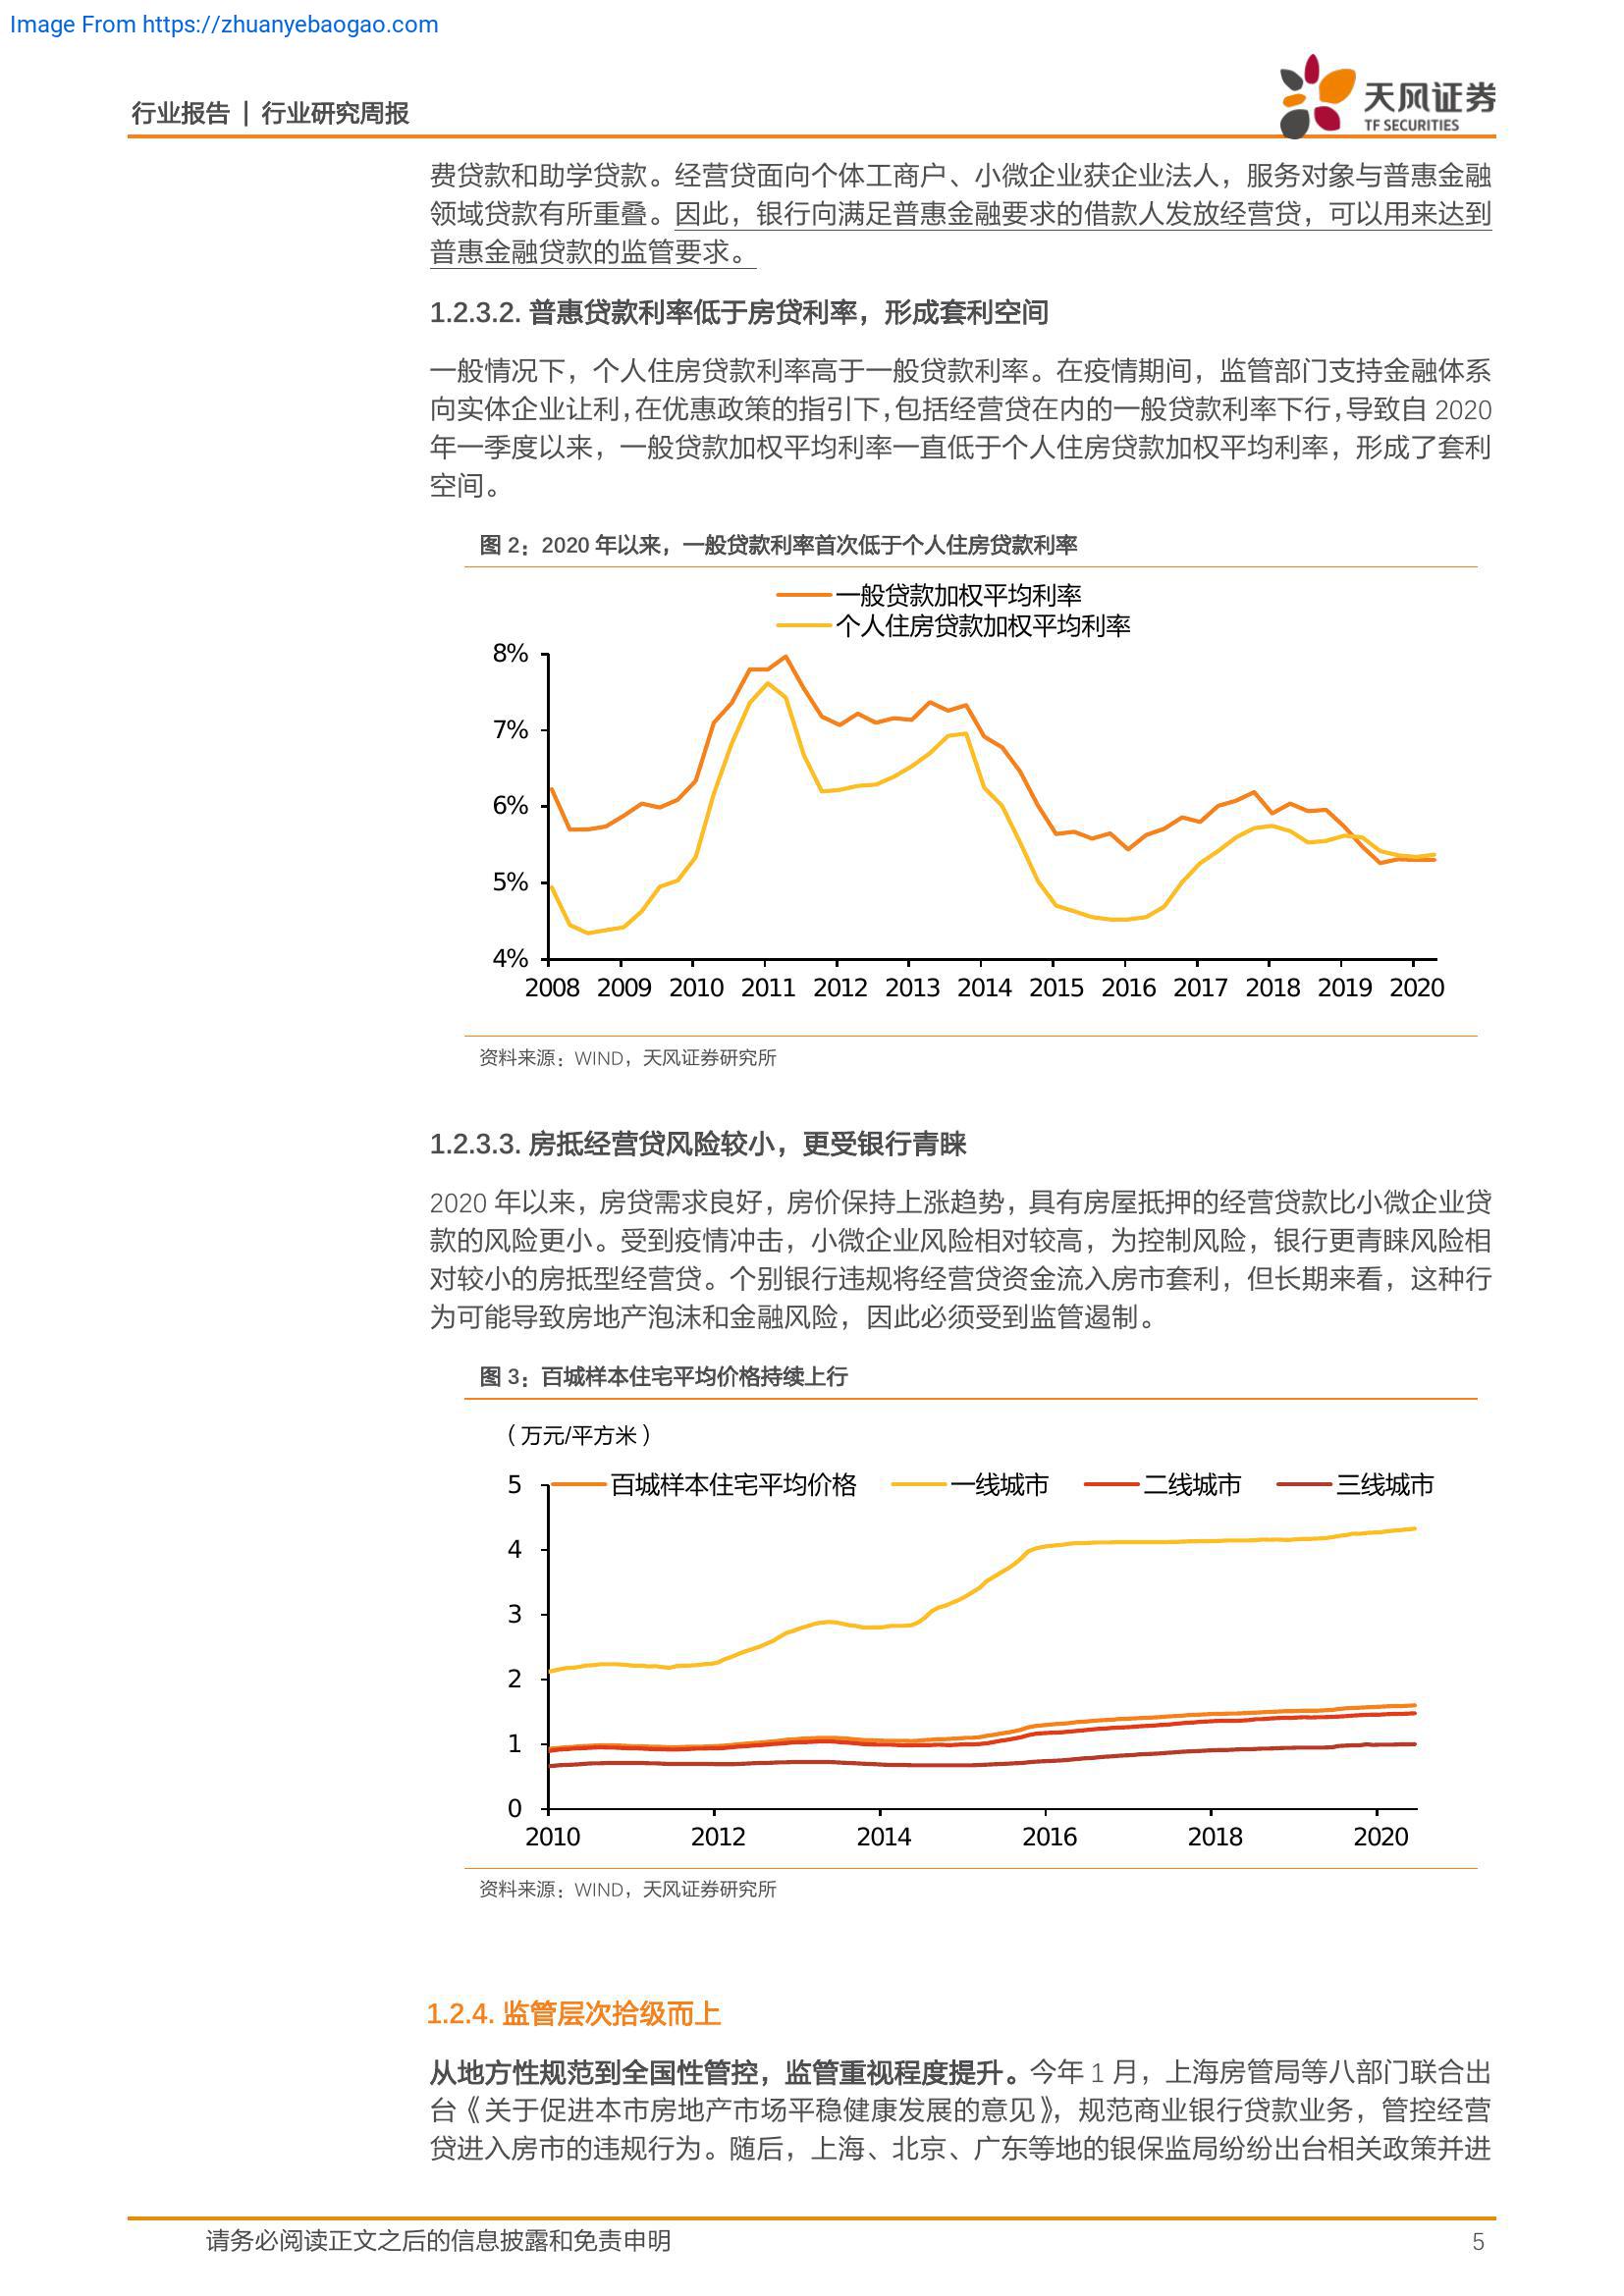 Image From https://zhuanyebaogao.com
行业报告 | 行业研究周报
天风证券
TF SECURITIES
费贷款和助学贷款。经营贷面向个体工商户、小微企业获企业法人，服务对象与普惠金融
领域贷款有所重叠。因此，银行向满足普惠金融要求的借款人发放经营贷，可以用来达到
普惠金融贷款的监管要求。
1.2.3.2. 普惠贷款利率低于房贷利率，形成套利空间
一般情况下，个人住房贷款利率高于一般贷款利率。在疫情期间，监管部门支持金融体系
向实体企业让利，在优惠政策的指引下，包括经营贷在内的一般贷款利率下行，导致自 2020
年一季度以来，一般贷款加权平均利率一直低于个人住房贷款加权平均利率，形成了套利
空间。
图 2：2020 年以来，一般贷款利率首次低于个人住房贷款利率
一般贷款加权平均利率
个人住房贷款加权平均利率
8%
7%
6%
5%
4%
2008 2009 2010 2011 2012 2013 2014 2015 2016 2017 2018 2019 2020
资料来源：WIND，天风证券研究所
1.2.3.3. 房抵经营贷风险较小，更受银行青睐
2020 年以来，房贷需求良好，房价保持上涨趋势，具有房屋抵押的经营贷款比小微企业贷
款的风险更小。受到疫情冲击，小微企业风险相对较高，为控制风险，银行更青睐风险相
对较小的房抵型经营贷。个别银行违规将经营贷资金流入房市套利，但长期来看，这种行
为可能导致房地产泡沫和金融风险，因此必须受到监管遏制。
图 3：百城样本住宅平均价格持续上行
（万元/平方米）
百城样本住宅平均价格 一线城市 二线城市 三线城市
5
4
3
2
1
0
2010 2012 2014 2016 2018 2020
资料来源：WIND，天风证券研究所
1.2.4. 监管层次拾级而上
从地方性规范到全国性管控，监管重视程度提升。今年 1 月，上海房管局等八部门联合出
台《关于促进本市房地产市场平稳健康发展的意见》，规范商业银行贷款业务，管控经营
贷进入房市的违规行为。随后，上海、北京、广东等地的银保监局纷纷出台相关政策并进
请务必阅读正文之后的信息披露和免责申明 5